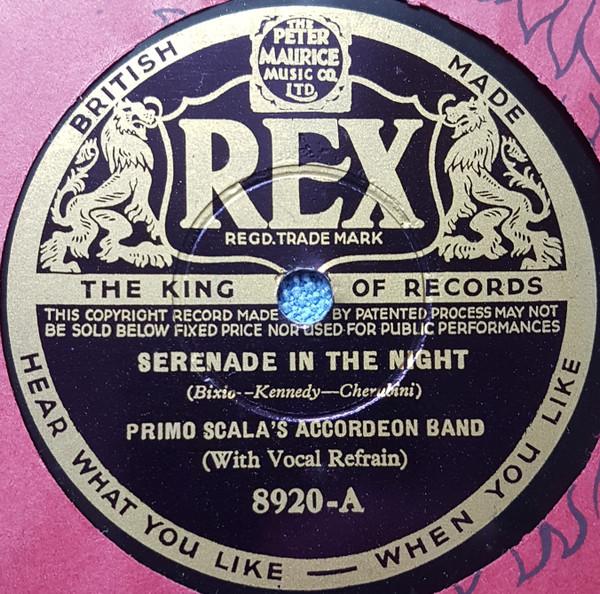 THE
PETER
MAURICE
MUSIC CO.
LTD.
BRITISH MADE
REX
REGD. TRADE MARK
THE KING OF RECORDS
THIS COPYRIGHT RECORD MADE BY PATENTED PROCESS MAY NOT
BE SOLD BELOW FIXED PRICE NOR USED FOR PUBLIC PERFORMANCES
SERENADE IN THE NIGHT
(Bixio--Kennedy—Cherubini)
PRIMO SCALA'S ACCORDEON BAND
(With Vocal Refrain)
8920-A
HEAR WHAT YOU LIKE — WHEN YOU LIKE